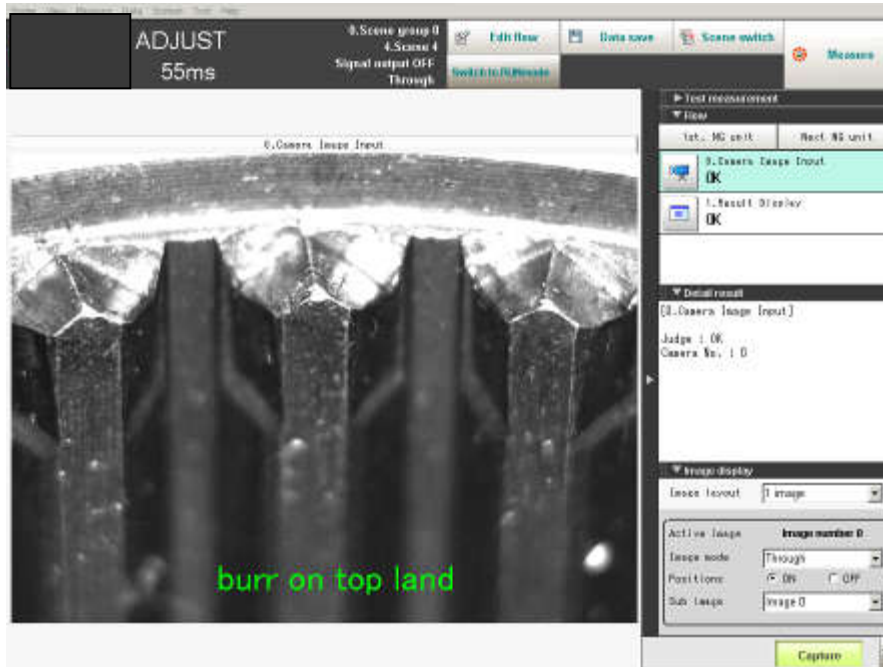 ADJUST
55ms
0.Scene group 0
4.Scene 4
Signal output OFF
Through
Edit flow
Data save
Scene switch
Switch to RUN mode
Measure
Test measurement
Flow
1st. NG unit
Next NG unit
0.Camera Image Input
OK
1.Result Display
OK
0.Camera Image Input
Detail result
[0.Camera Image Input]
Judge : OK
Camera No. : 0
Image display
Image layout
1 image
Active Image
Image number 0
Image mode
Through
Positions
ON
OFF
Sub image
Image 0
Capture
burr on top land